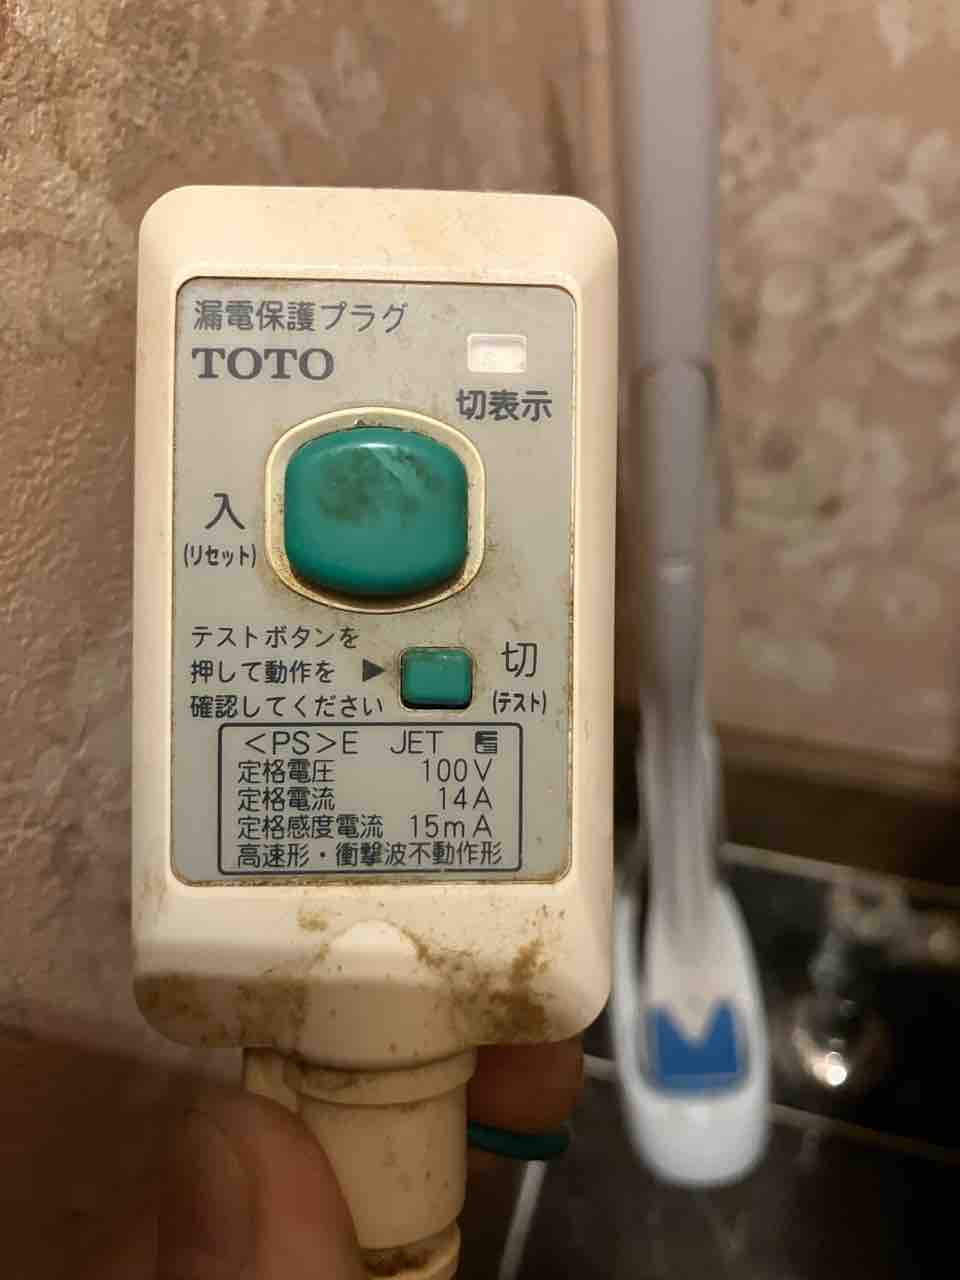 漏電保護プラグ
TOTO
切表示
入
(リセット)
テストボタンを
押して動作を ▶
確認してください
切
(テスト)
<PS>E JET
定格電圧 100V
定格電流 14A
定格感度電流 15mA
高速形・衝撃波不動作形